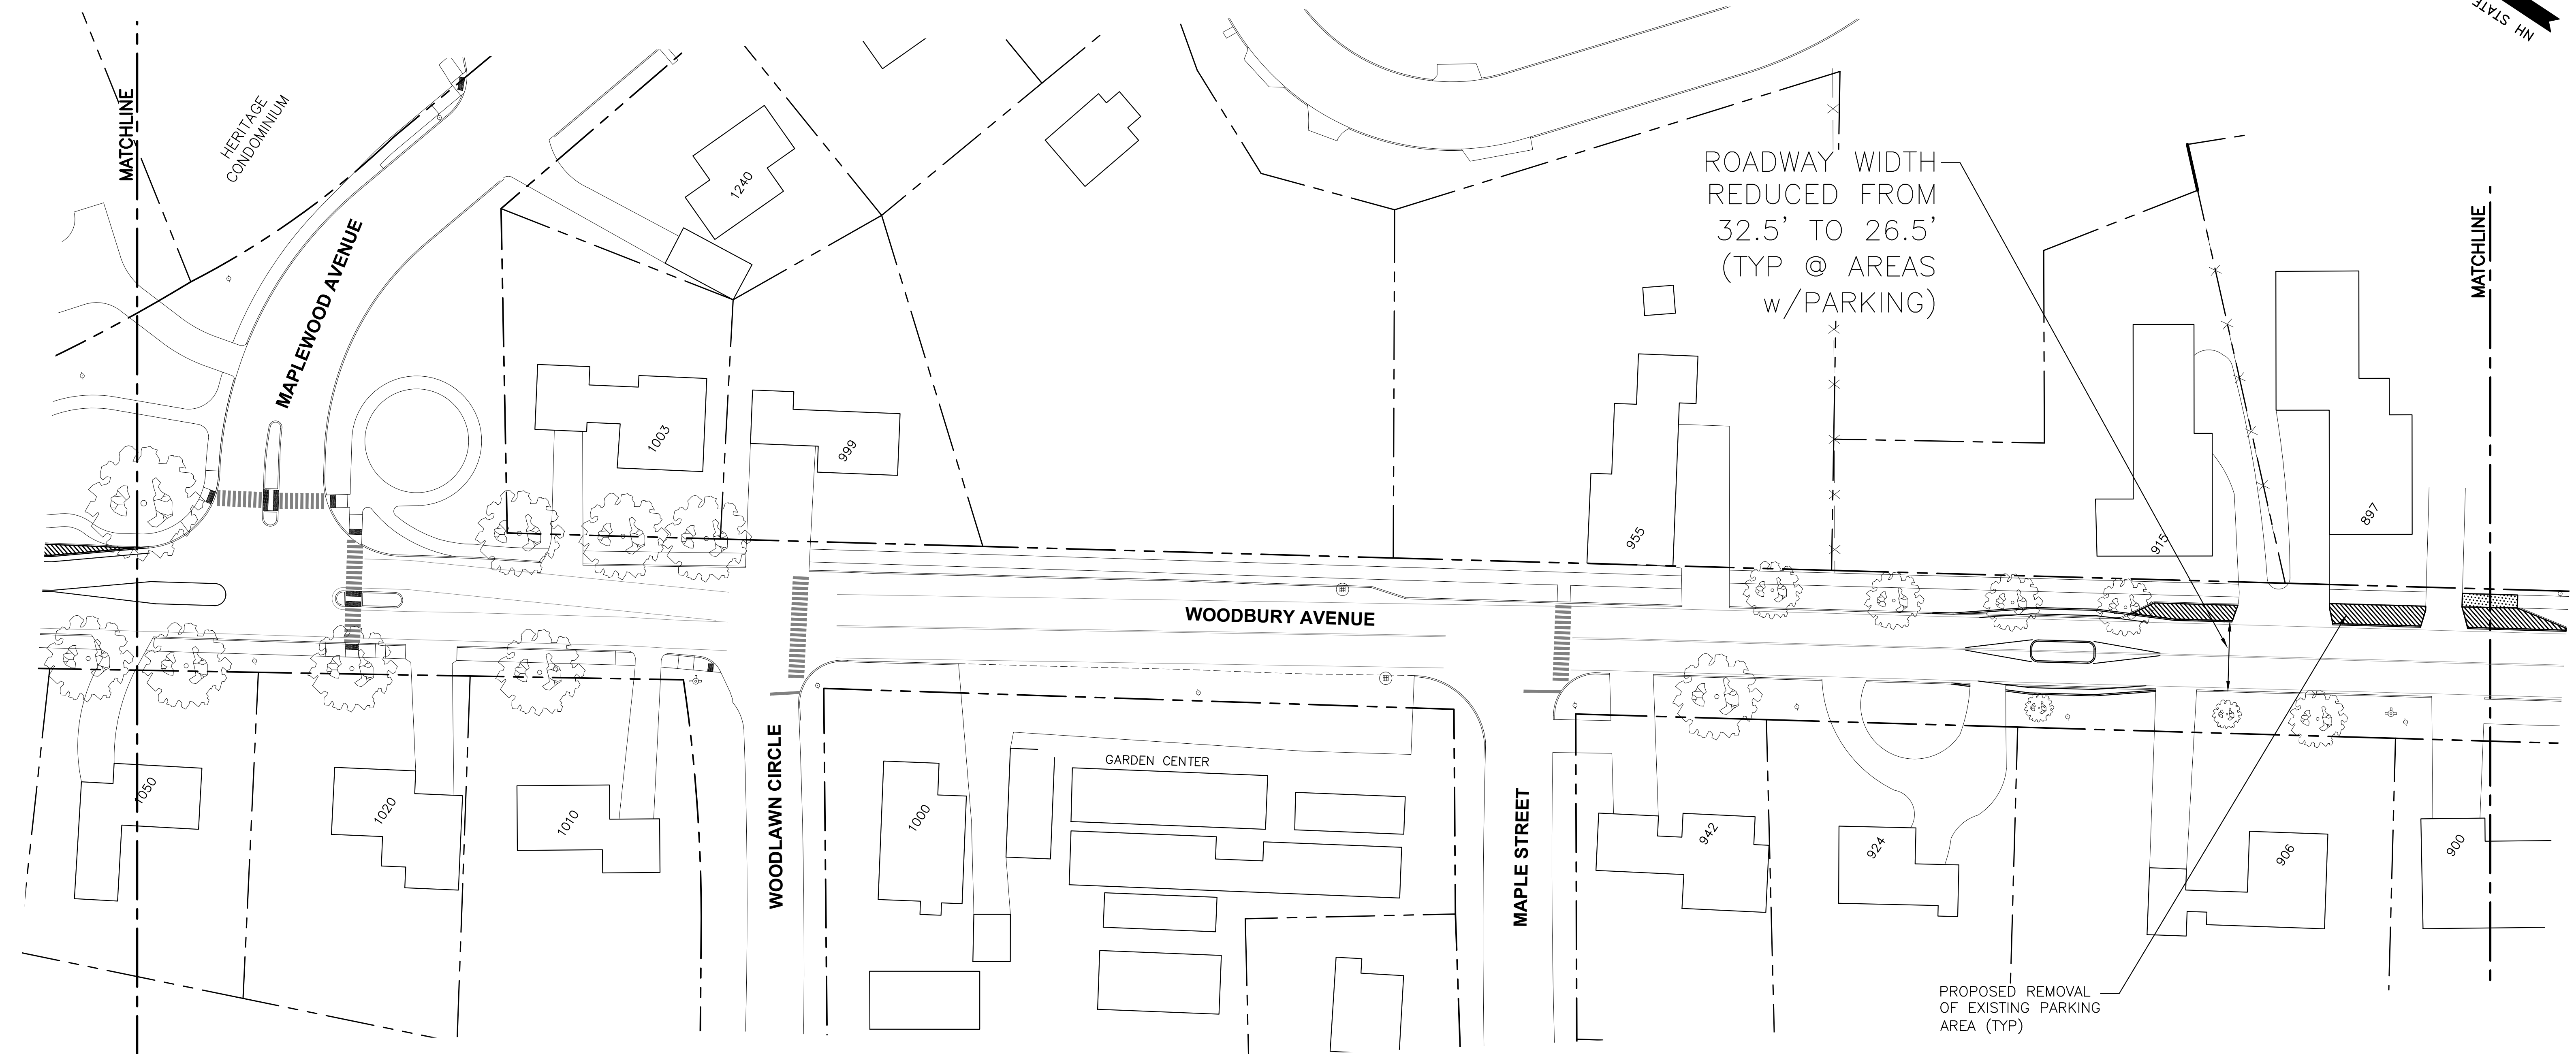 NH STATE
MATCHLINE
HERITAGE
CONDOMINIUM
MAPLEWOOD AVENUE
1240
ROADWAY WIDTH
REDUCED FROM
32.5' TO 26.5'
(TYP @ AREAS
w/PARKING)
MATCHLINE
1003
999
955
915
897
WOODBURY AVENUE
1050
1020
1010
WOODLAWN CIRCLE
1000
GARDEN CENTER
MAPLE STREET
942
924
906
900
PROPOSED REMOVAL
OF EXISTING PARKING
AREA (TYP)